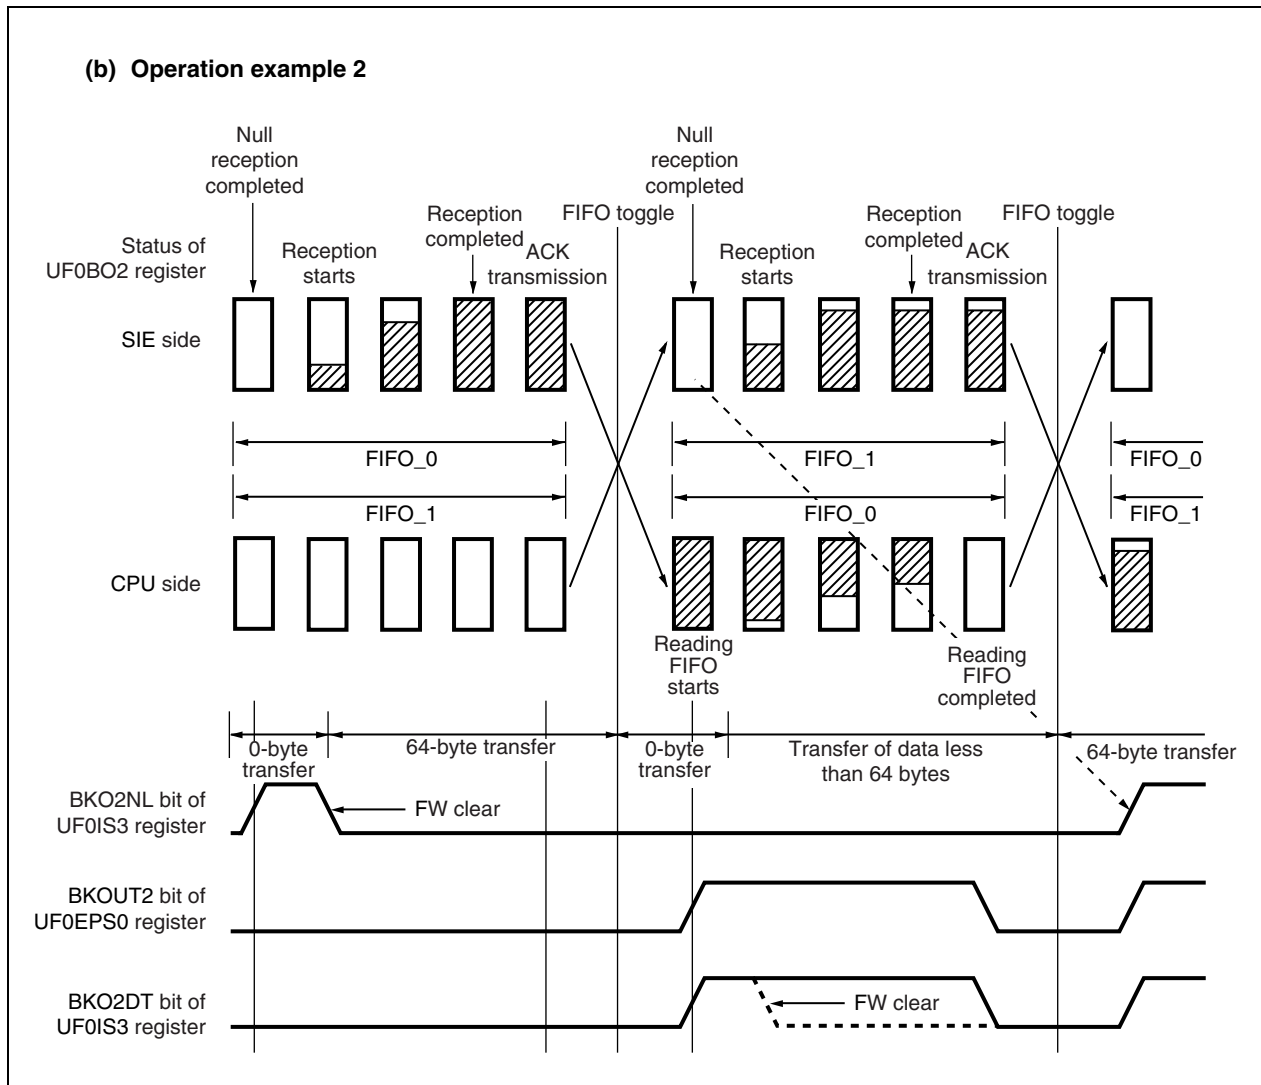 (b) Operation example 2
Null
reception
completed
Null
reception
completed
Reception
completed
FIFO toggle
Reception
completed
FIFO toggle
Status of
UF0BO2 register
Reception
starts
ACK
transmission
Reception
starts
ACK
transmission
SIE side
FIFO_0
FIFO_1
FIFO_0
FIFO_1
FIFO_0
FIFO_1
CPU side
Reading
FIFO
starts
Reading
FIFO
completed
0-byte
transfer
64-byte transfer
0-byte
transfer
Transfer of data less
than 64 bytes
64-byte transfer
BKO2NL bit of
UF0IS3 register
FW clear
BKOUT2 bit of
UF0EPS0 register
BKO2DT bit of
UF0IS3 register
FW clear